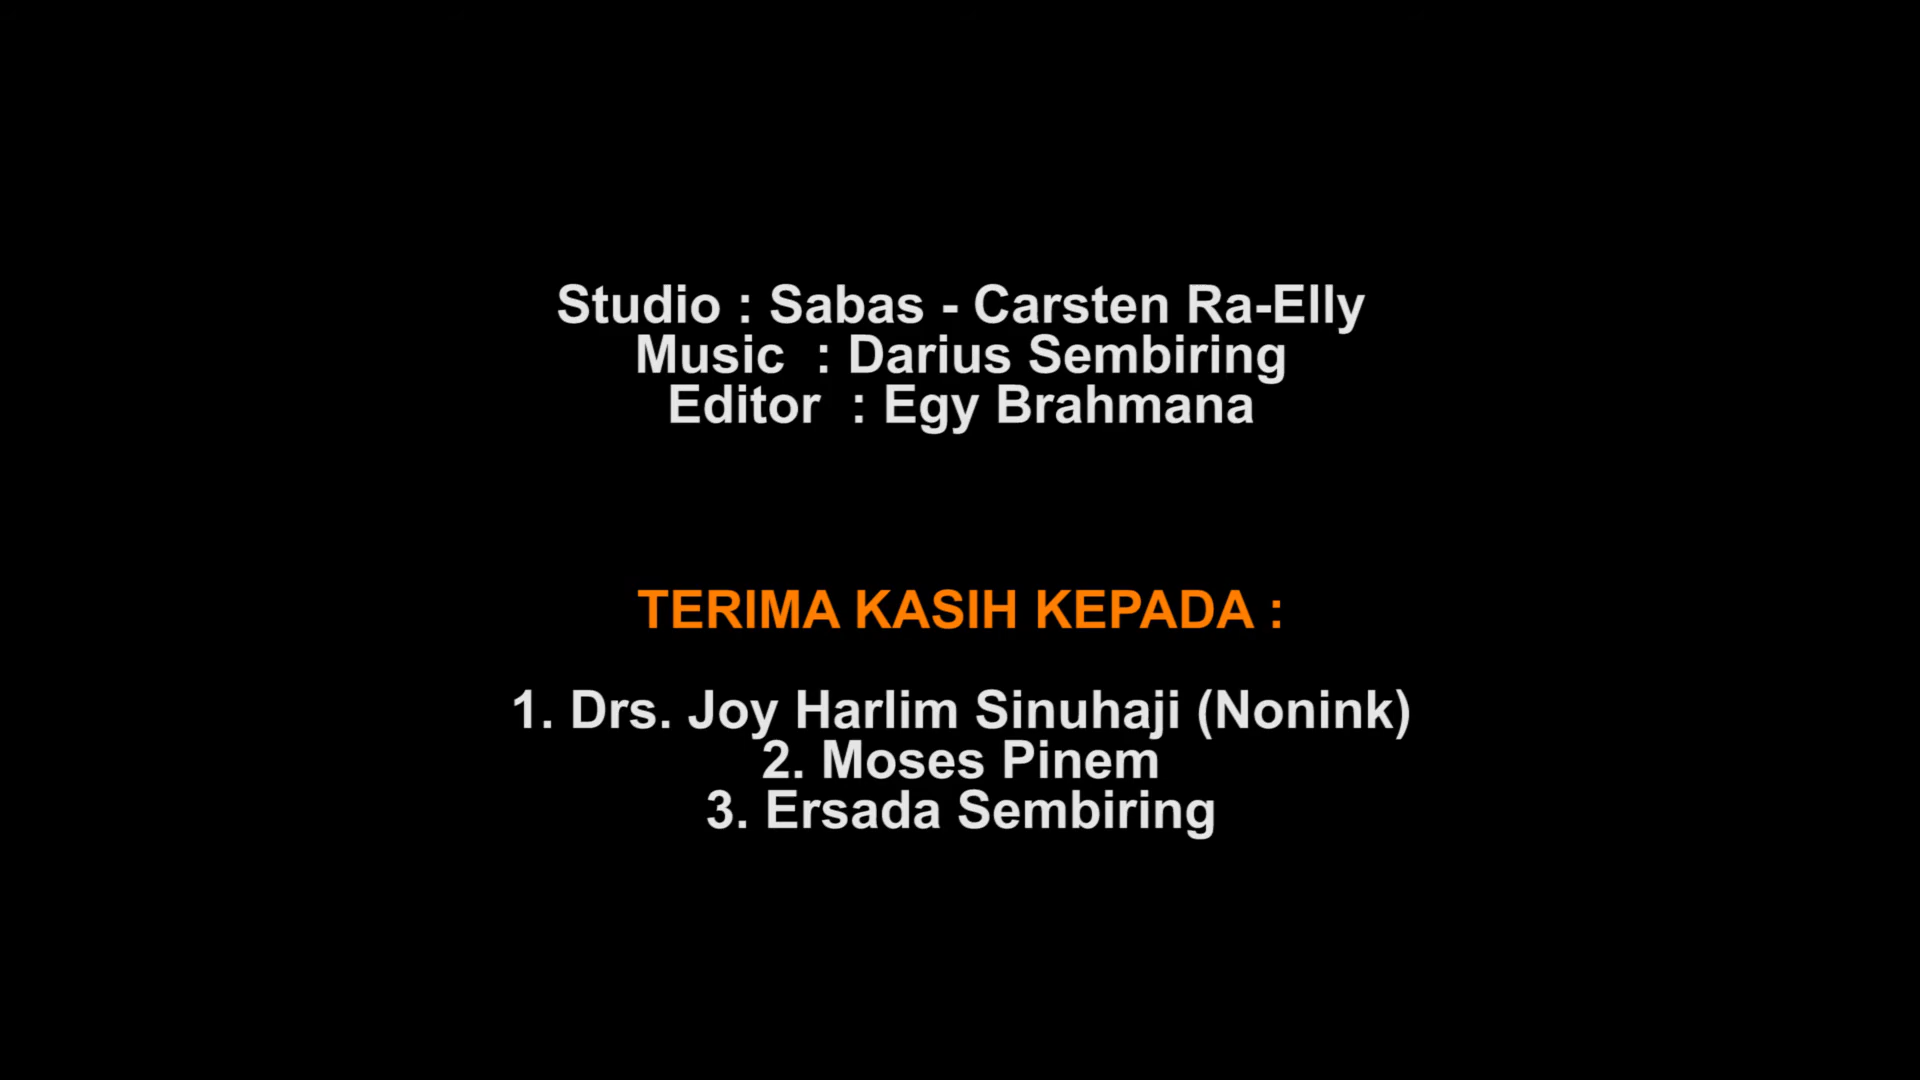 Studio : Sabas - Carsten Ra-Elly
Music  : Darius Sembiring
Editor  : Egy Brahmana
TERIMA KASIH KEPADA :
1. Drs. Joy Harlim Sinuhaji (Nonink)
2. Moses Pinem
3. Ersada Sembiring